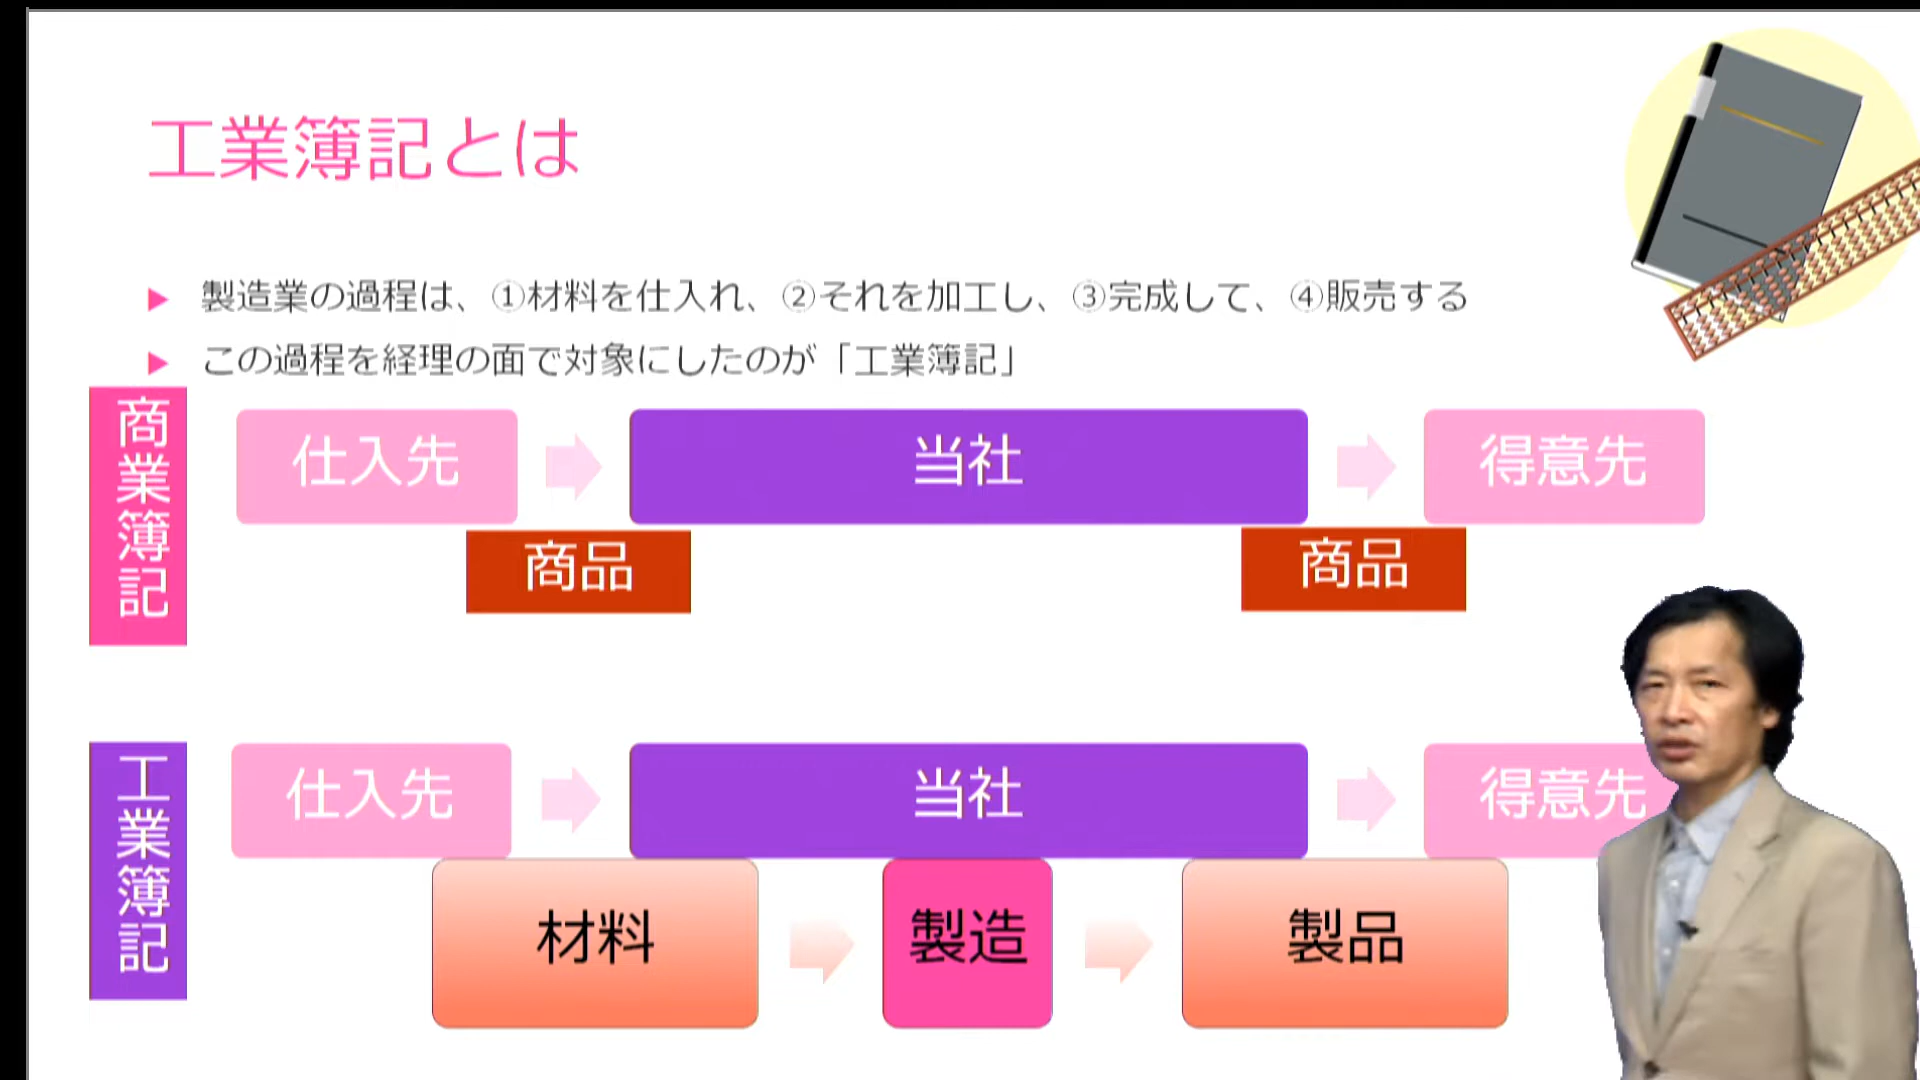 工業簿記とは
製造業の過程は、①材料を仕入れ、②それを加工し、③完成して、④販売する
この過程を経理の面で対象にしたのが「工業簿記」
商業簿記
仕入先
当社
得意先
商品
商品
工業簿記
仕入先
当社
得意先
材料
製造
製品